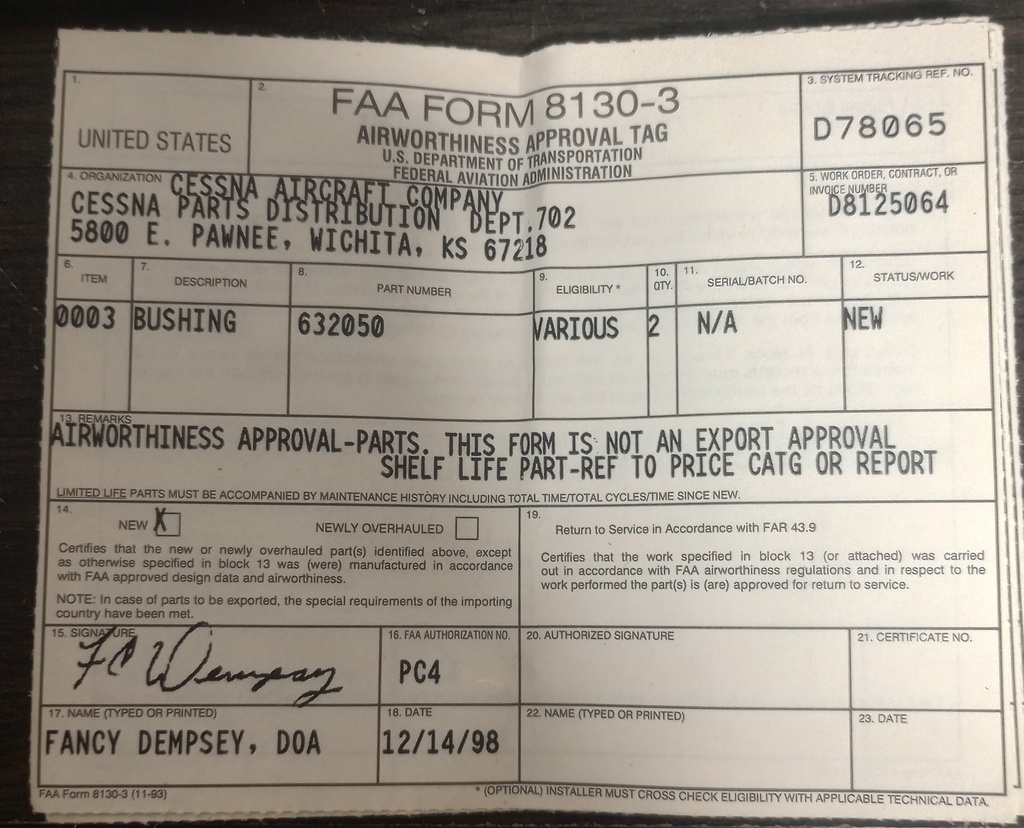 1.
UNITED STATES
2.
FAA FORM 8130-3
AIRWORTHINESS APPROVAL TAG
U.S. DEPARTMENT OF TRANSPORTATION
FEDERAL AVIATION ADMINISTRATION
3. SYSTEM TRACKING REF. NO.
D78065
4. ORGANIZATION CESSNA AIRCRAFT COMPANY
CESSNA PARTS DISTRIBUTION DEPT.702
5800 E. PAWNEE, WICHITA, KS 67218
5. WORK ORDER, CONTRACT, OR
INVOICE NUMBER
D8125064
6. ITEM
7. DESCRIPTION
8. PART NUMBER
9. ELIGIBILITY *
10. QTY.
11. SERIAL/BATCH NO.
12. STATUS/WORK
0003 BUSHING 632050 VARIOUS 2 N/A NEW
13. REMARKS
AIRWORTHINESS APPROVAL-PARTS. THIS FORM IS NOT AN EXPORT APPROVAL
SHELF LIFE PART-REF TO PRICE CATG OR REPORT
LIMITED LIFE PARTS MUST BE ACCOMPANIED BY MAINTENANCE HISTORY INCLUDING TOTAL TIME/TOTAL CYCLES/TIME SINCE NEW.
14.
NEW X NEWLY OVERHAULED
Certifies that the new or newly overhauled part(s) identified above, except
as otherwise specified in block 13 was (were) manufactured in accordance
with FAA approved design data and airworthiness.
NOTE: In case of parts to be exported, the special requirements of the importing
country have been met.
19.
Return to Service in Accordance with FAR 43.9
Certifies that the work specified in block 13 (or attached) was carried
out in accordance with FAA airworthiness regulations and in respect to the
work performed the part(s) is (are) approved for return to service.
15. SIGNATURE
FC Dempsey
16. FAA AUTHORIZATION NO.
PC4
20. AUTHORIZED SIGNATURE
21. CERTIFICATE NO.
17. NAME (TYPED OR PRINTED)
FANCY DEMPSEY, DOA
18. DATE
12/14/98
22. NAME (TYPED OR PRINTED)
23. DATE
FAA Form 8130-3 (11-93)
* (OPTIONAL) INSTALLER MUST CROSS CHECK ELIGIBILITY WITH APPLICABLE TECHNICAL DATA.